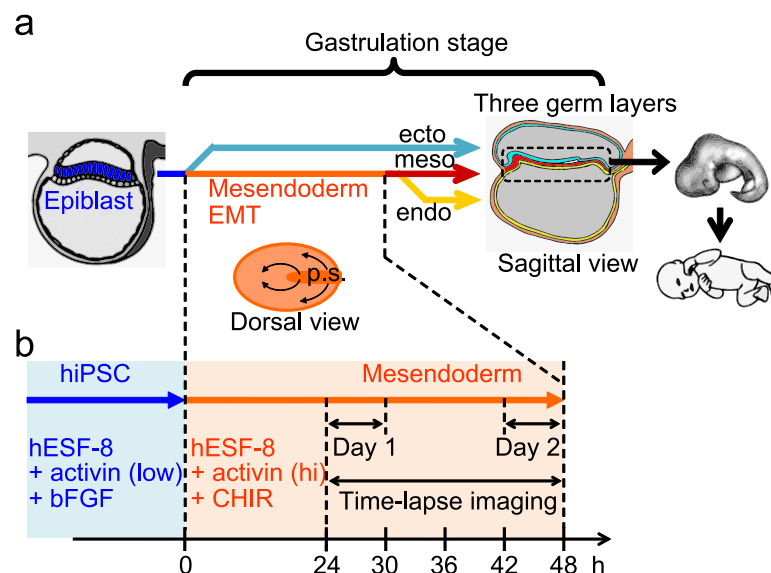 a
Gastrulation stage
Three germ layers
ecto
meso
endo
Epiblast
Mesendoderm
EMT
p.s.
Dorsal view
Sagittal view
b
hiPSC
Mesendoderm
Day 1
Day 2
hESF-8
+ activin (low)
+ bFGF
hESF-8
+ activin (hi)
+ CHIR
Time-lapse imaging
0 24 30 36 42 48 h